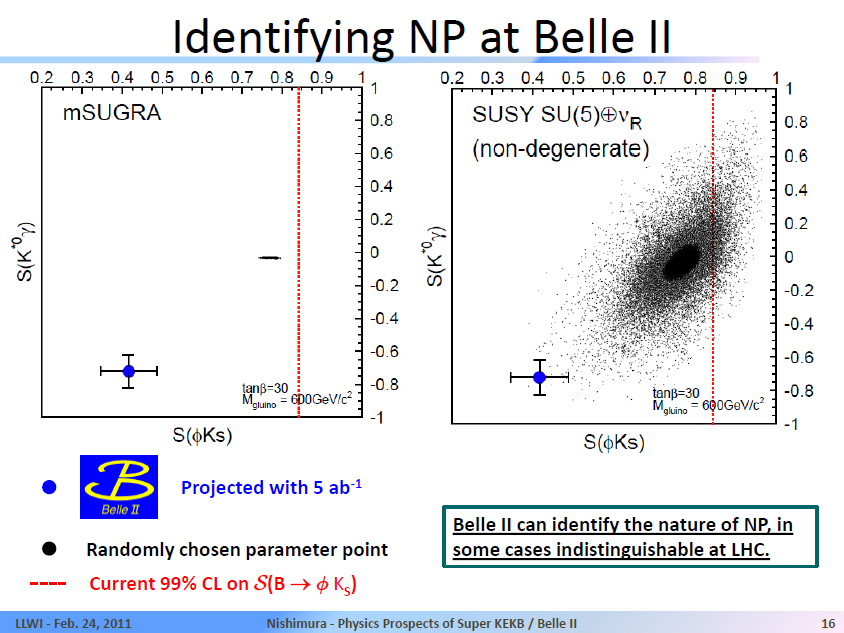 Identifying NP at Belle II
0.2 0.3 0.4 0.5 0.6 0.7 0.8 0.9 1
mSUGRA
1
0.8
0.6
0.4
0.2
0
-0.2
-0.4
-0.6
-0.8
-1
S(K*0γ)
tanβ=30
Mgluino = 600GeV/c2
S(ϕKs)
0.2 0.3 0.4 0.5 0.6 0.7 0.8 0.9 1
SUSY SU(5)⊕νR
(non-degenerate)
1
0.8
0.6
0.4
0.2
0
-0.2
-0.4
-0.6
-0.8
-1
S(K*0γ)
tanβ=30
Mgluino = 600GeV/c2
S(ϕKs)
B
Belle II
Projected with 5 ab-1
Randomly chosen parameter point
Current 99% CL on S(B → ϕ KS)
Belle II can identify the nature of NP, in
some cases indistinguishable at LHC.
LLWI - Feb. 24, 2011 Nishimura - Physics Prospects of Super KEKB / Belle II 16